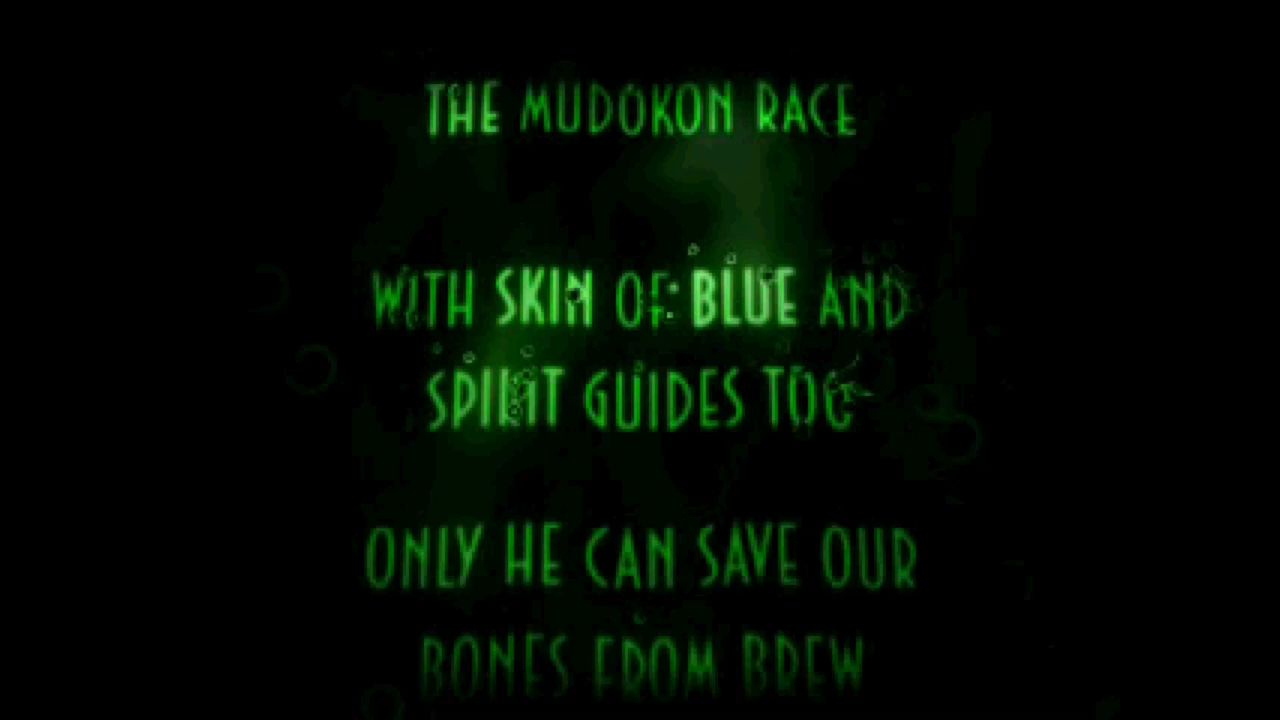 THE MUDOKON RACE
WITH SKIN OF BLUE AND
SPIRIT GUIDES TOO
ONLY HE CAN SAVE OUR
BONES FROM BREW